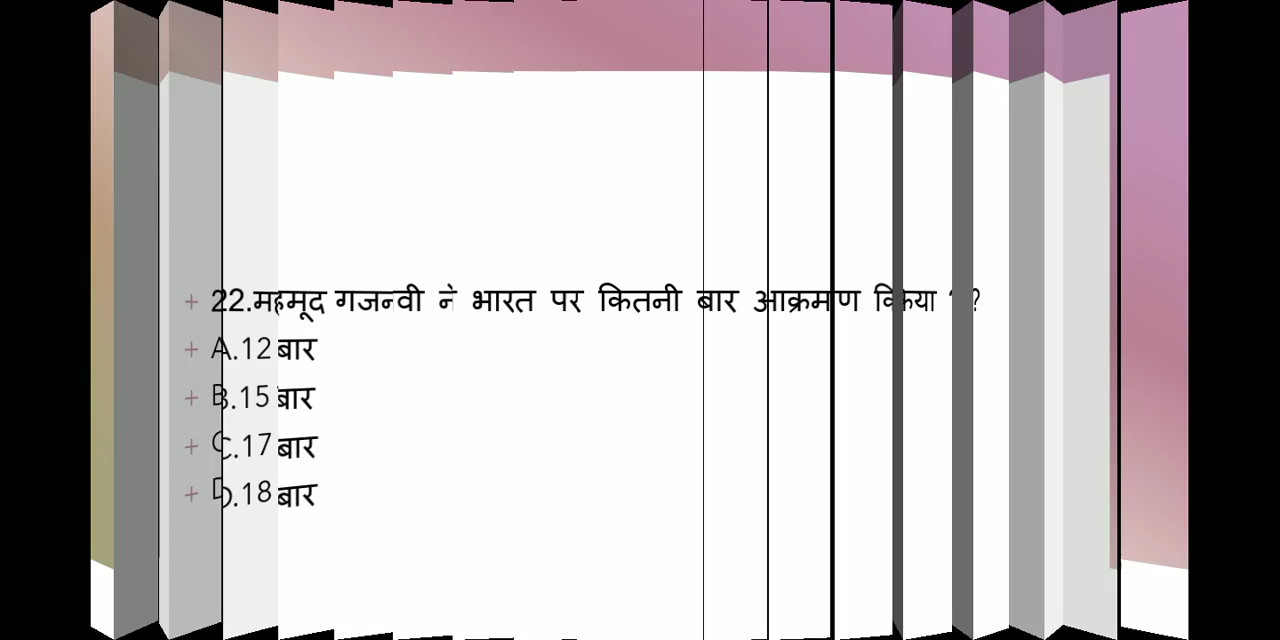 + 22.महमूद गजनवी ने भारत पर कितनी बार आक्रमण किया ?
+ A.12 बार
+ B.15 बार
+ C.17 बार
+ D.18 बार